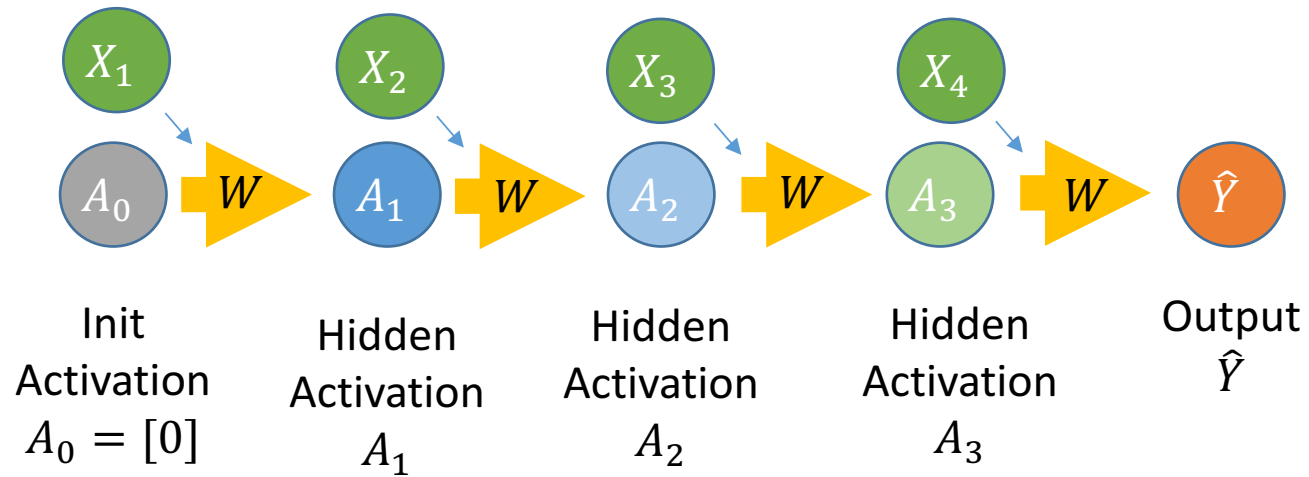 X₁ X₂ X₃ X₄
A₀ W A₁ W A₂ W A₃ W Ŷ
Init
Activation
A₀ = [0]
Hidden
Activation
A₁
Hidden
Activation
A₂
Hidden
Activation
A₃
Output
Ŷ